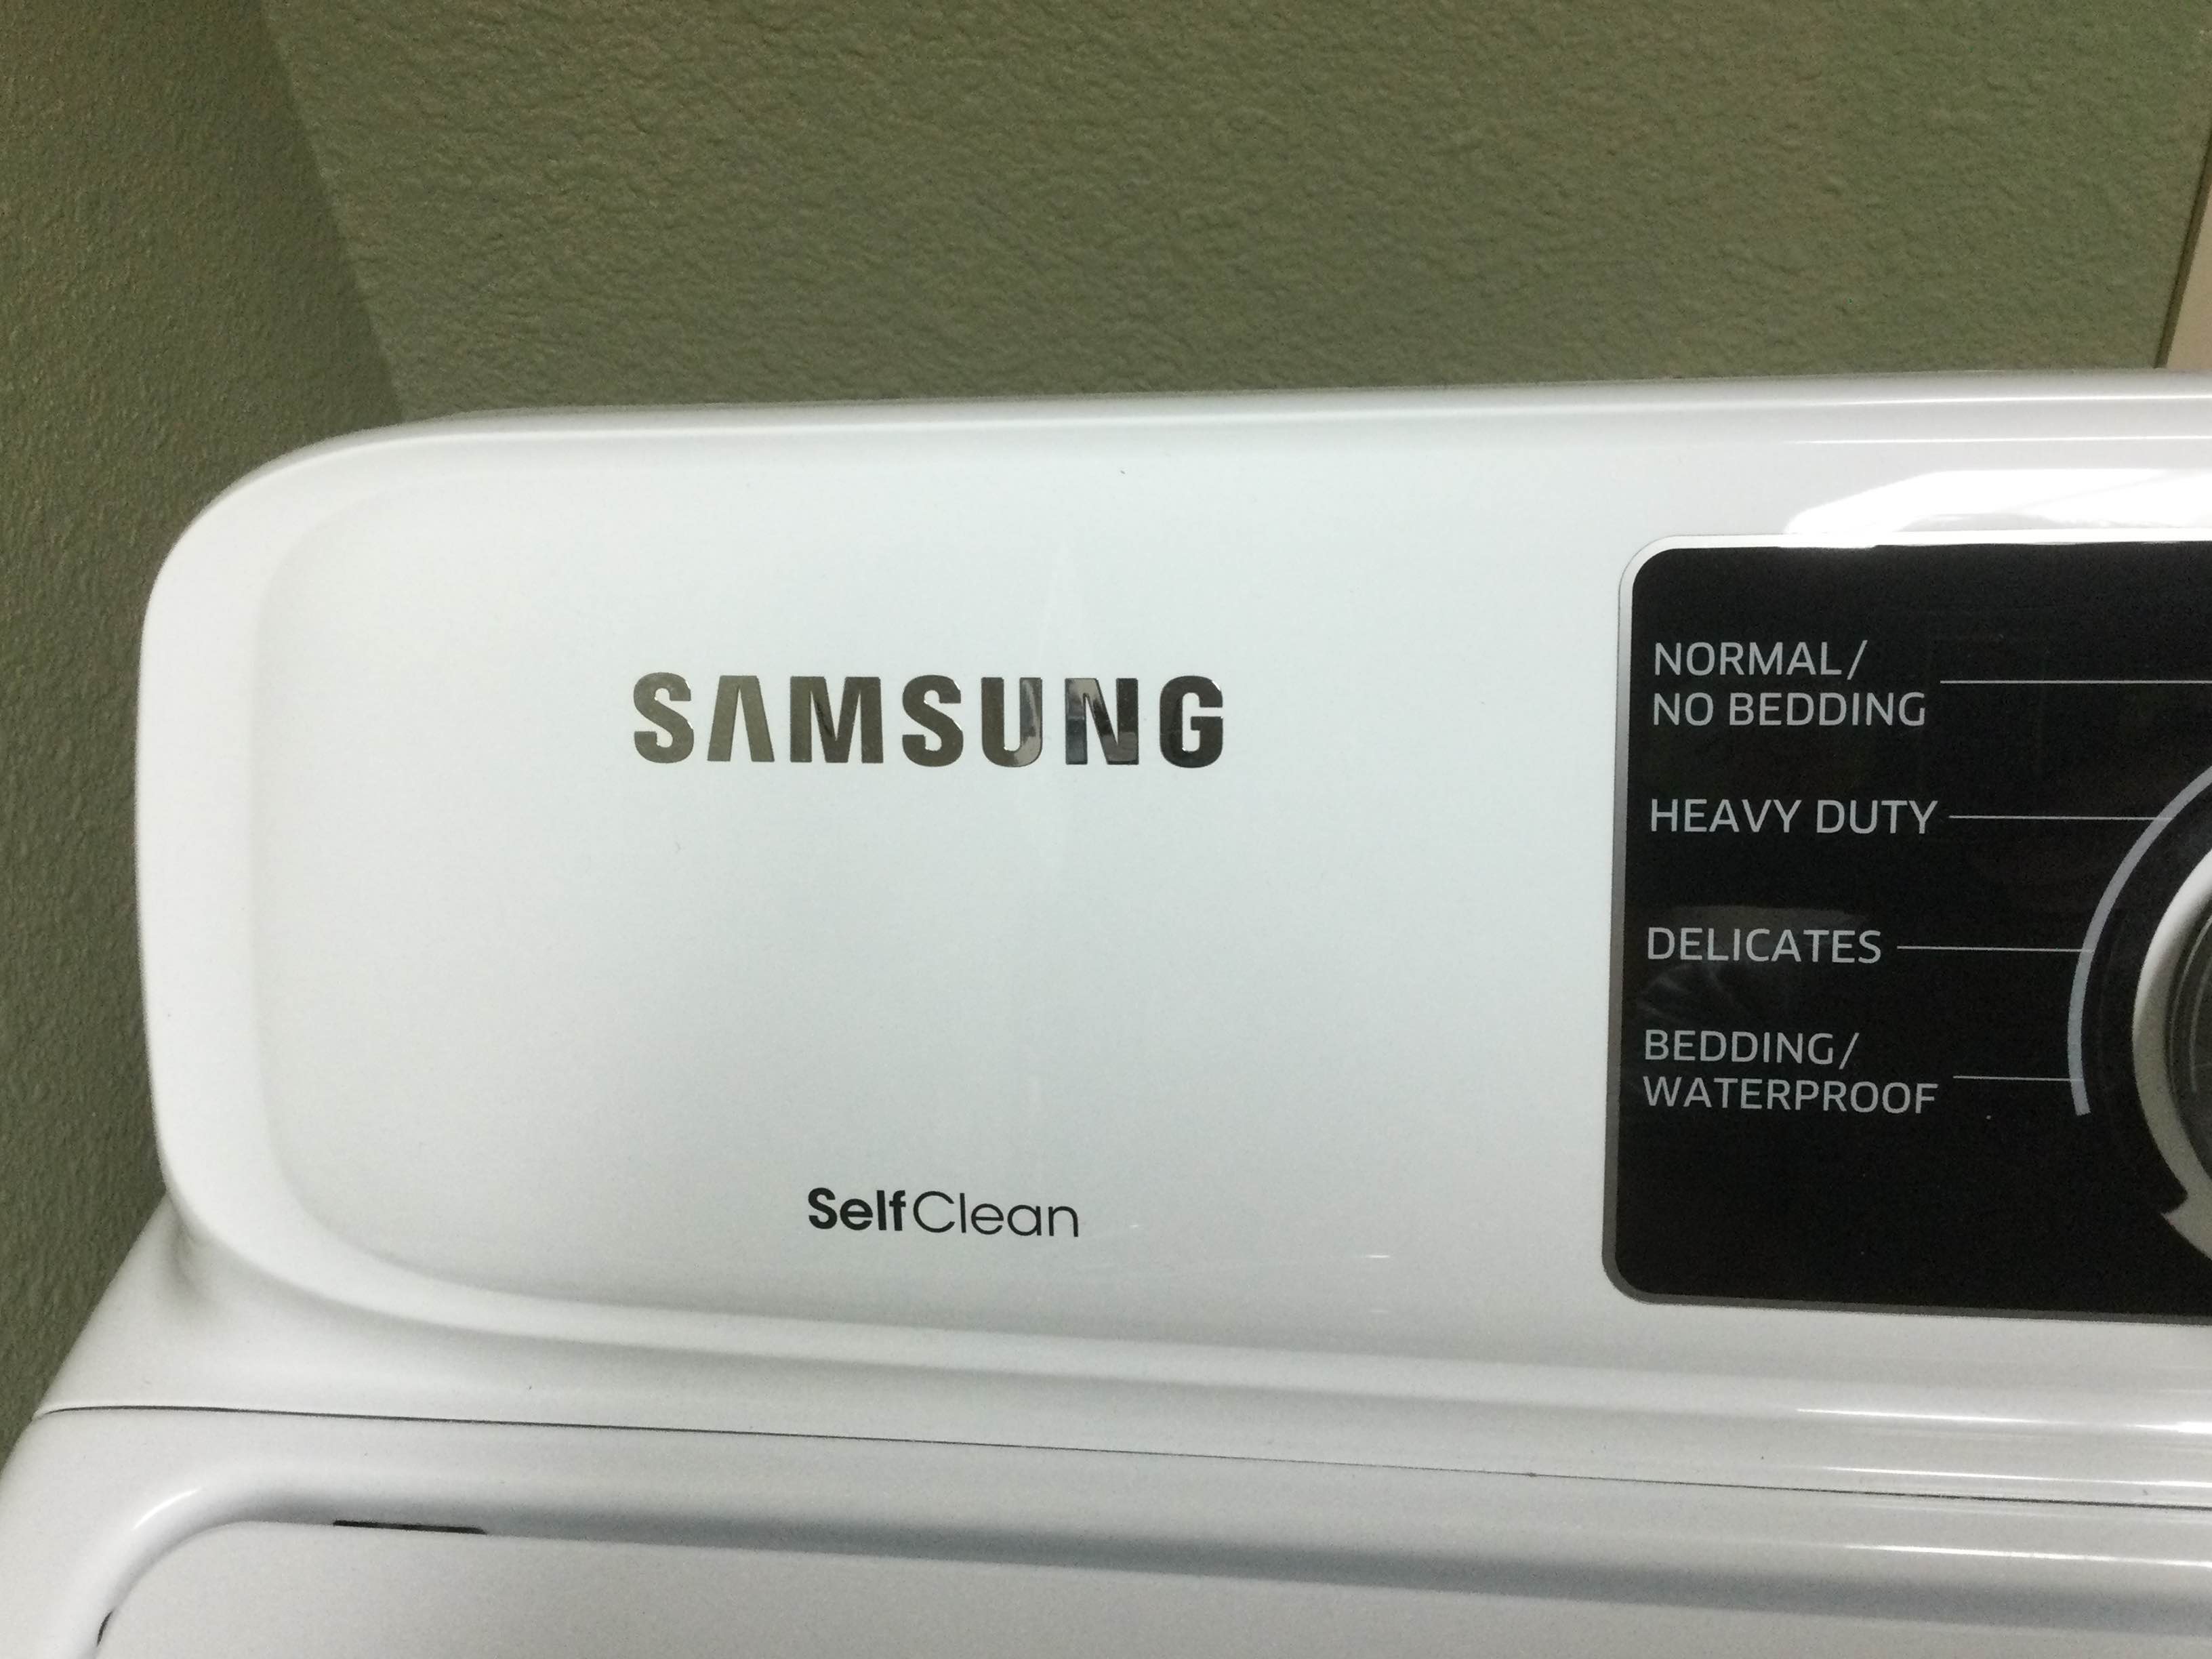 SAMSUNG
SelfClean
NORMAL/
NO BEDDING
HEAVY DUTY
DELICATES
BEDDING/
WATERPROOF